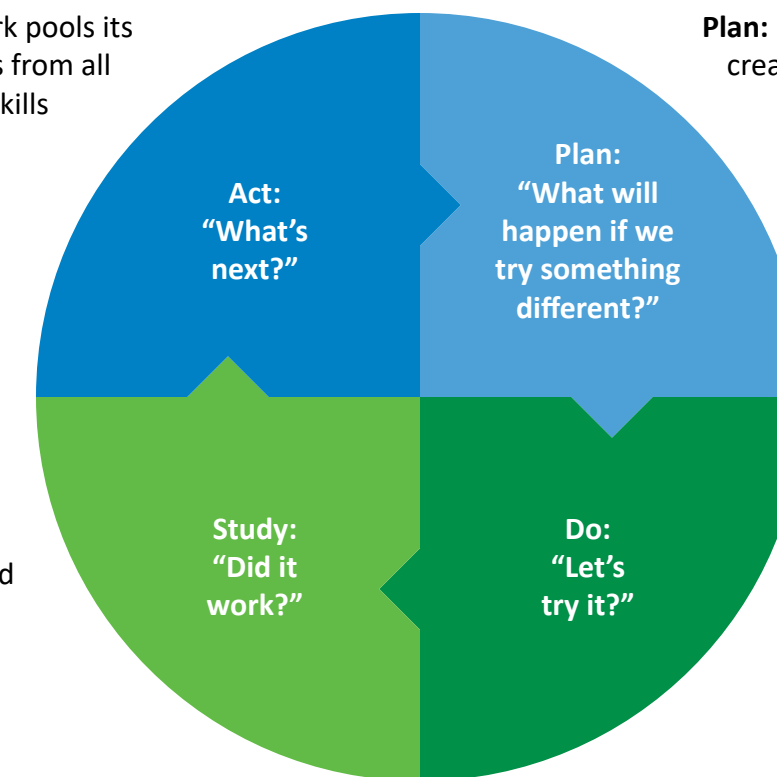 rk pools its
s from all
kills
Plan:
crea
Act:
“What’s
next?”
Plan:
“What will
happen if we
try something
different?”
Study:
“Did it
work?”
Do:
“Let’s
try it?”
d